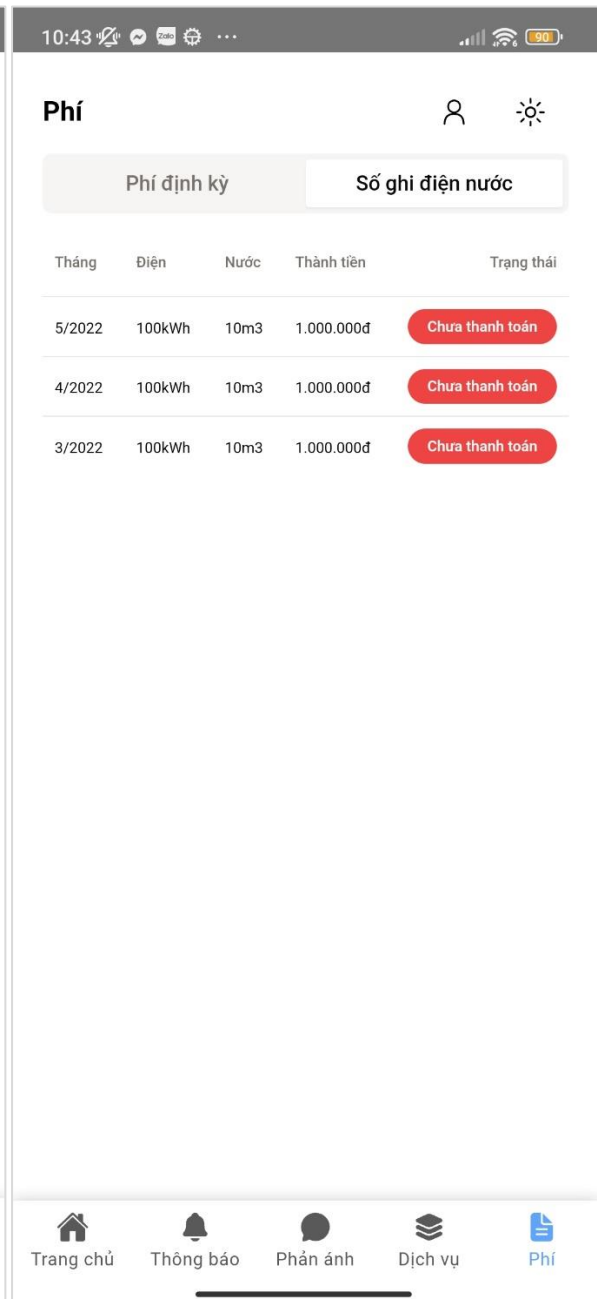 10:43 Zalo ... 6 90
Phí
Phí định kỳ Số ghi điện nước
Tháng Điện Nước Thành tiền Trạng thái
5/2022 100kWh 10m3 1.000.000đ Chưa thanh toán
4/2022 100kWh 10m3 1.000.000đ Chưa thanh toán
3/2022 100kWh 10m3 1.000.000đ Chưa thanh toán
Trang chủ Thông báo Phản ánh Dịch vụ Phí